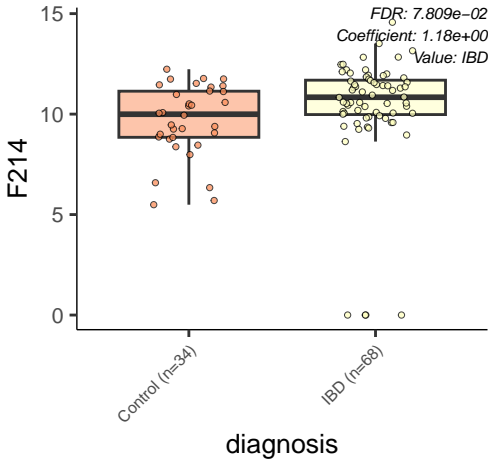 FDR: 7.809e−02
Coefficient: 1.18e+00
Value: IBD
15
10
5
0
F214
Control (n=34)
IBD (n=68)
diagnosis